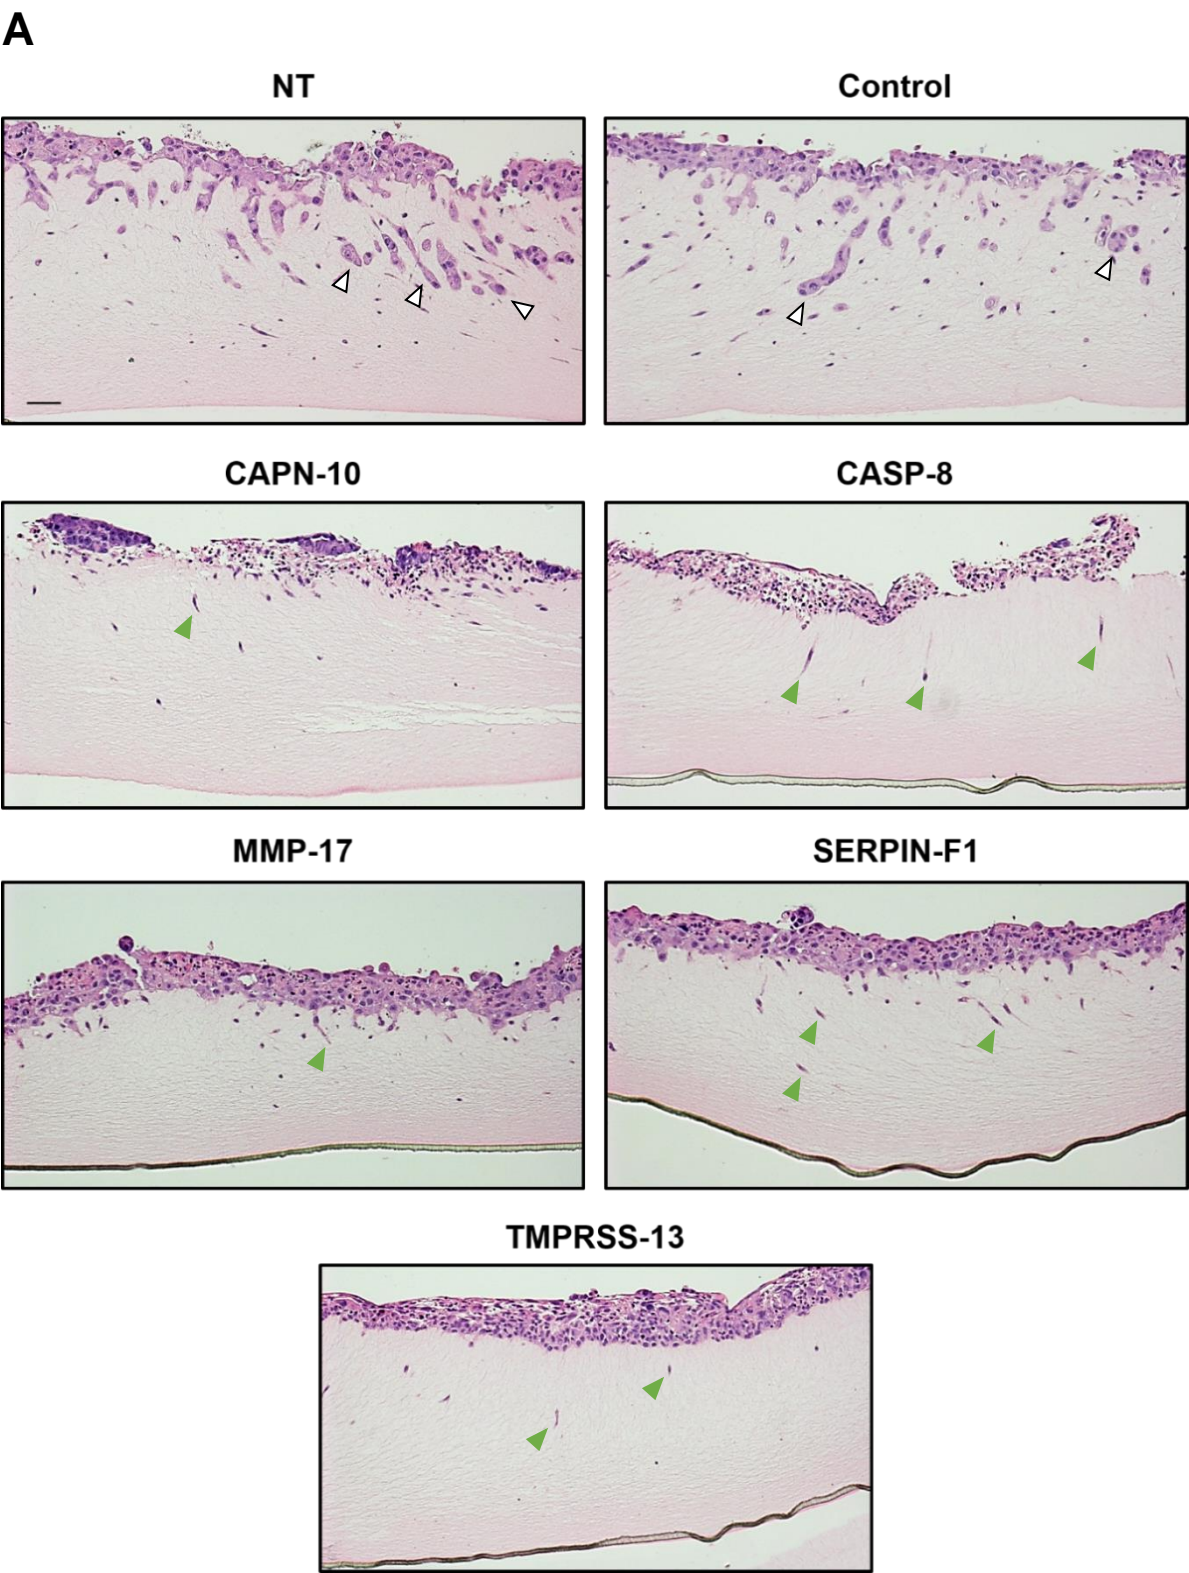 A
NT
Control
CAPN-10
CASP-8
MMP-17
SERPIN-F1
TMPRSS-13